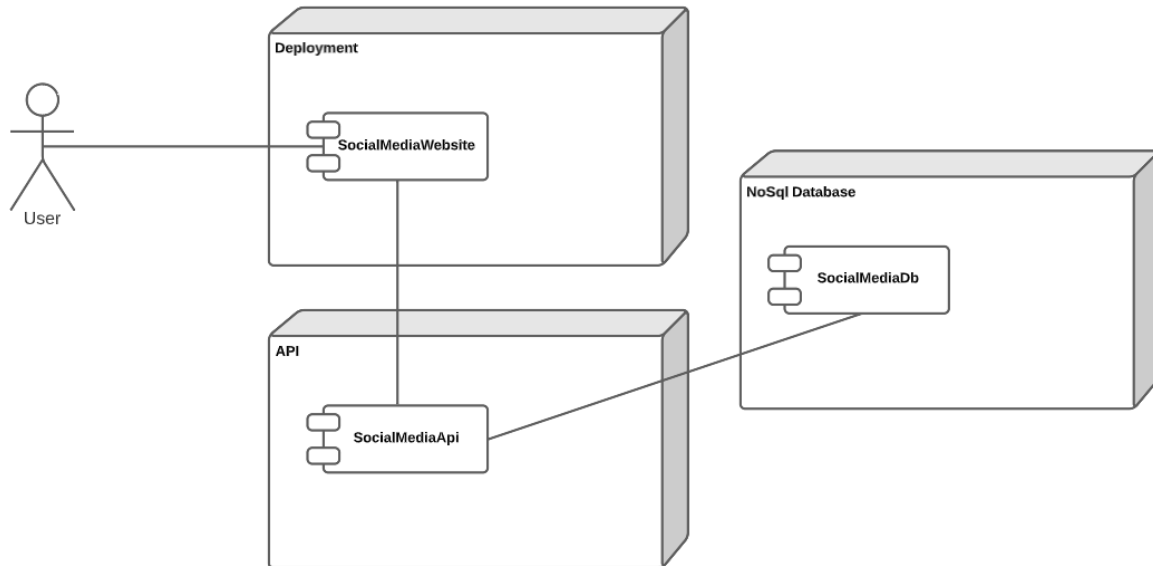 Deployment
SocialMediaWebsite
User
NoSql Database
SocialMediaDb
API
SocialMediaApi